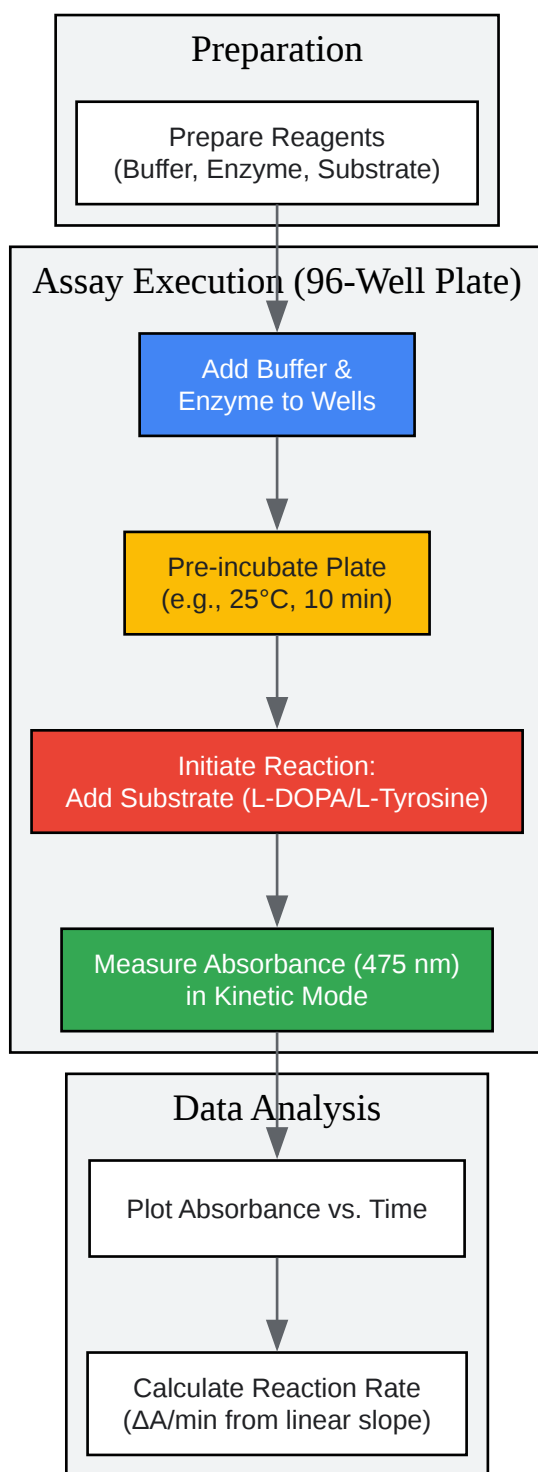 Preparation
Prepare Reagents
(Buffer, Enzyme, Substrate)
Assay Execution (96-Well Plate)
Add Buffer &
Enzyme to Wells
Pre-incubate Plate
(e.g., 25°C, 10 min)
Initiate Reaction:
Add Substrate (L-DOPA/L-Tyrosine)
Measure Absorbance (475 nm)
in Kinetic Mode
Data Analysis
Plot Absorbance vs. Time
Calculate Reaction Rate
(ΔA/min from linear slope)